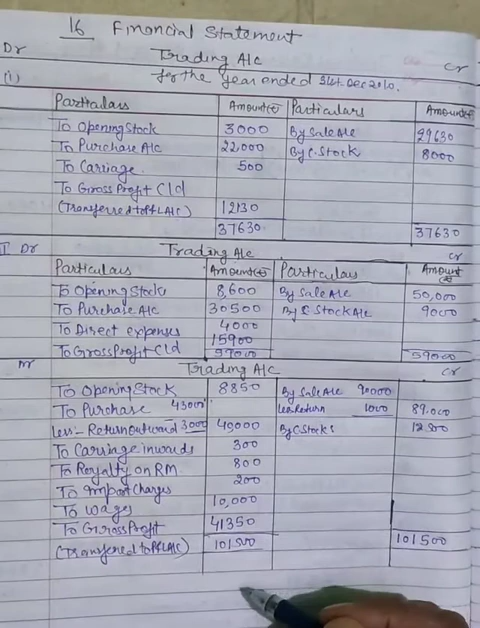 16 Financial Statement
Dr Trading A/c Cr
(i) for the year ended 31st. Dec 2010.
Particulars Amount(₹) Particulars Amount(₹)
To Opening Stock 3000 By Sale A/c 29630
To Purchase A/c 22,000 By C. Stock 8000
To Carriage. 500
To Gross Profit C/d
(Transferred to P&L A/c) 12130
37630 37630
I Dr Trading A/c Cr
Particulars Amount(₹) Particulars Amount (₹)
To Opening Stock 8,600 By Sale A/c 50,000
To Purchase A/c 30500 By C Stock A/c 9000
To Direct expenses 4000
To Gross Profit C/d 15900
59000 59000
Dr Trading A/c Cr
To Opening Stock 8850 By Sale A/c 90000
To Purchase 43000 Less Return 1000 89,000
Less- Return outward 3000 40000 By C Stock 12500
To Carriage inwards 300
To Royalty on RM 800
To Import Charges 200
To wages 10,000
To Gross Profit 41350
(Transferred to P&L A/c) 101500 101500